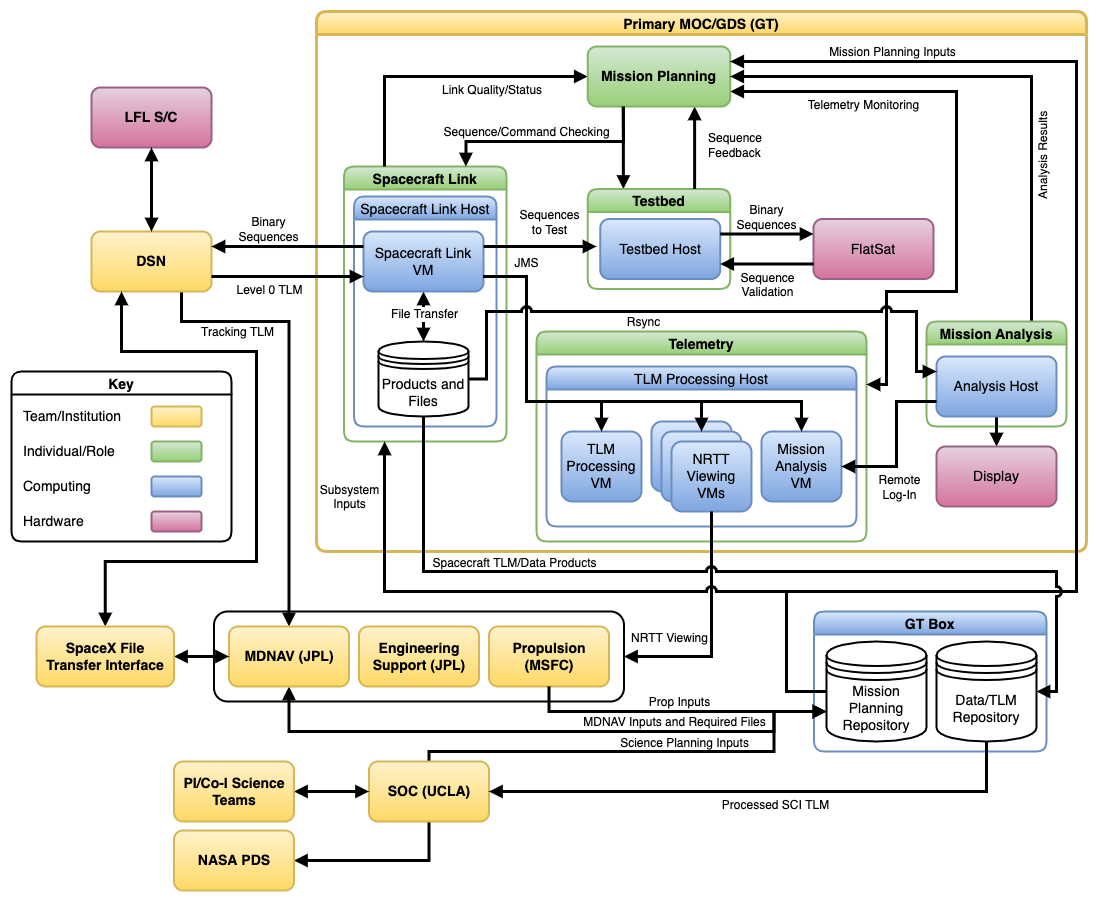 Primary MOC/GDS (GT)
Mission Planning Inputs
Mission Planning
Link Quality/Status
Telemetry Monitoring
LFL S/C
Sequence/Command Checking
Sequence
Feedback
Analysis Results
Spacecraft Link
Testbed
Spacecraft Link Host
Binary
Sequences
Sequences
to Test
Binary
Sequences
DSN
Spacecraft Link
VM
Testbed Host
FlatSat
JMS
Level 0 TLM
Sequence
Validation
File Transfer
Tracking TLM
Rsync
Telemetry
Mission Analysis
Key
TLM Processing Host
Products and
Files
Analysis Host
Team/Institution
Individual/Role
Computing
Hardware
TLM
Processing
VM
NRTT
Viewing
VMs
Mission
Analysis
VM
Display
Remote
Log-In
Subsystem
Inputs
Spacecraft TLM/Data Products
GT Box
SpaceX File
Transfer Interface
MDNAV (JPL)
Engineering
Support (JPL)
Propulsion
(MSFC)
NRTT Viewing
Mission
Planning
Repository
Data/TLM
Repository
Prop Inputs
MDNAV Inputs and Required Files
Science Planning Inputs
PI/Co-I Science
Teams
SOC (UCLA)
Processed SCI TLM
NASA PDS